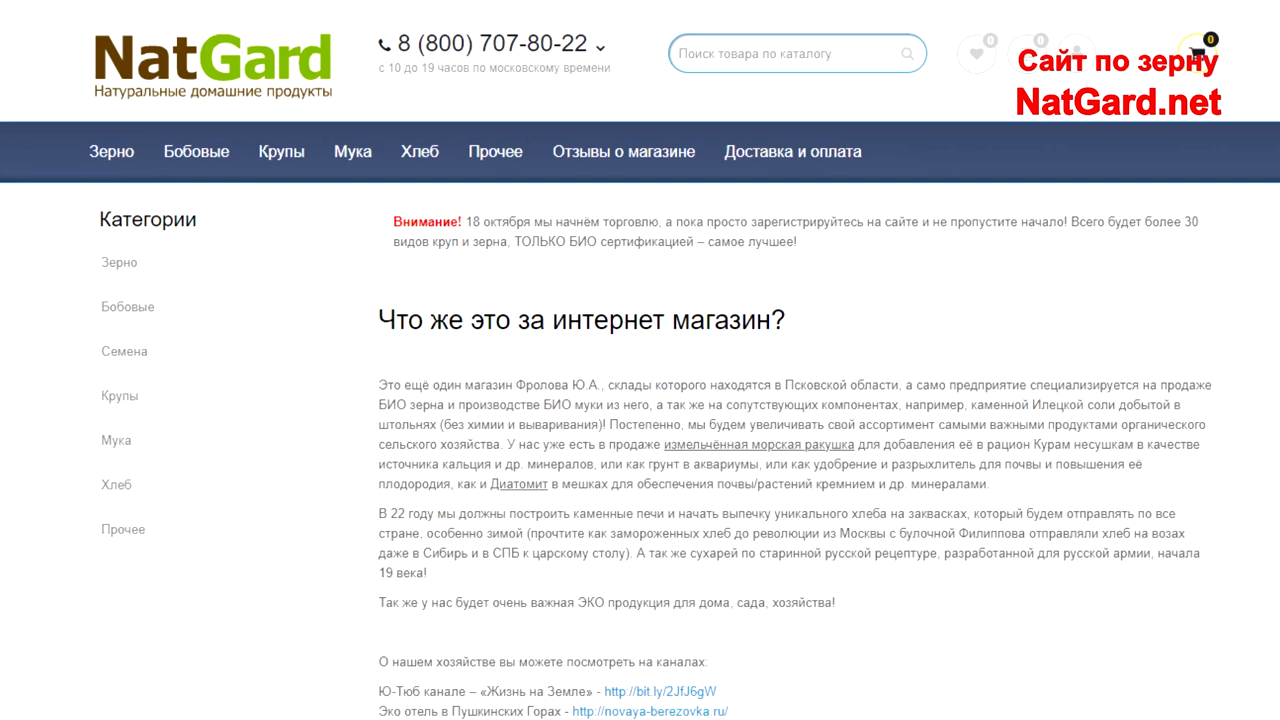 NatGard
Натуральные домашние продукты
8 (800) 707-80-22
с 10 до 19 часов по московскому времени
Поиск товара по каталогу
0
0
0
Сайт по зерну
NatGard.net
Зерно Бобовые Крупы Мука Хлеб Прочее Отзывы о магазине Доставка и оплата
Категории
Зерно
Бобовые
Семена
Крупы
Мука
Хлеб
Прочее
Внимание! 18 октября мы начнём торговлю, а пока просто зарегистрируйтесь на сайте и не пропустите начало! Всего будет более 30
видов круп и зерна, ТОЛЬКО БИО сертификацией – самое лучшее!
Что же это за интернет магазин?
Это ещё один магазин Фролова Ю.А., склады которого находятся в Псковской области, а само предприятие специализируется на продаже
БИО зерна и производстве БИО муки из него, а так же на сопутствующих компонентах, например, каменной Илецкой соли добытой в
штольнях (без химии и вываривания)! Постепенно, мы будем увеличивать свой ассортимент самыми важными продуктами органического
сельского хозяйства. У нас уже есть в продаже измельчённая морская ракушка для добавления её в рацион Курам несушкам в качестве
источника кальция и др. минералов, или как грунт в аквариумы, или как удобрение и разрыхлитель для почвы и повышения её
плодородия, как и Диатомит в мешках для обеспечения почвы/растений кремнием и др. минералами.
В 22 году мы должны построить каменные печи и начать выпечку уникального хлеба на заквасках, который будем отправлять по все
стране, особенно зимой (прочтите как замороженных хлеб до революции из Москвы с булочной Филиппова отправляли хлеб на возах
даже в Сибирь и в СПБ к царскому столу). А так же сухарей по старинной русской рецептуре, разработанной для русской армии, начала
19 века!
Так же у нас будет очень важная ЭКО продукция для дома, сада, хозяйства!
О нашем хозяйстве вы можете посмотреть на каналах:
Ю-Тюб канале – «Жизнь на Земле» - http://bit.ly/2JfJ6gW
Эко отель в Пушкинских Горах - http://novaya-berezovka.ru/